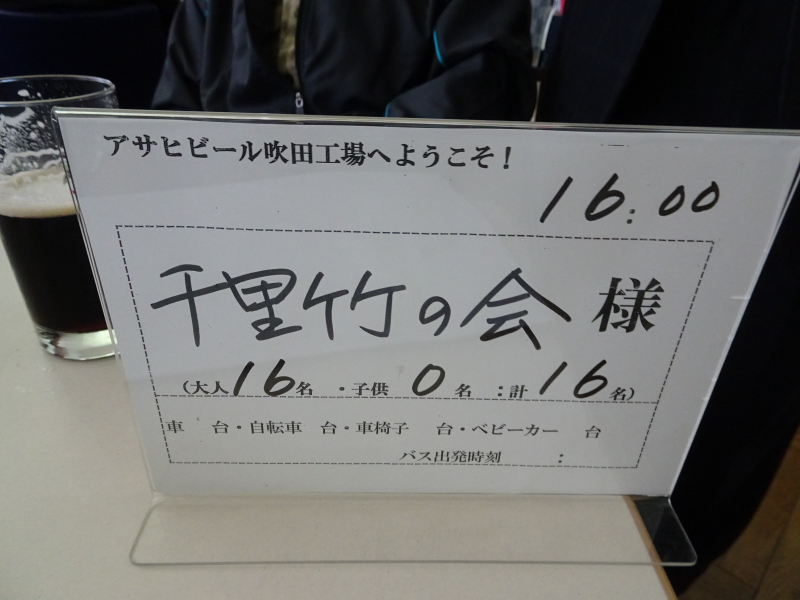 アサヒビール吹田工場へようこそ!
16:00
千里竹の会 様
(大人16名 ・子供 0名 :計16名)
車 台・自転車 台・車椅子 台・ベビーカー 台
バス出発時刻 :